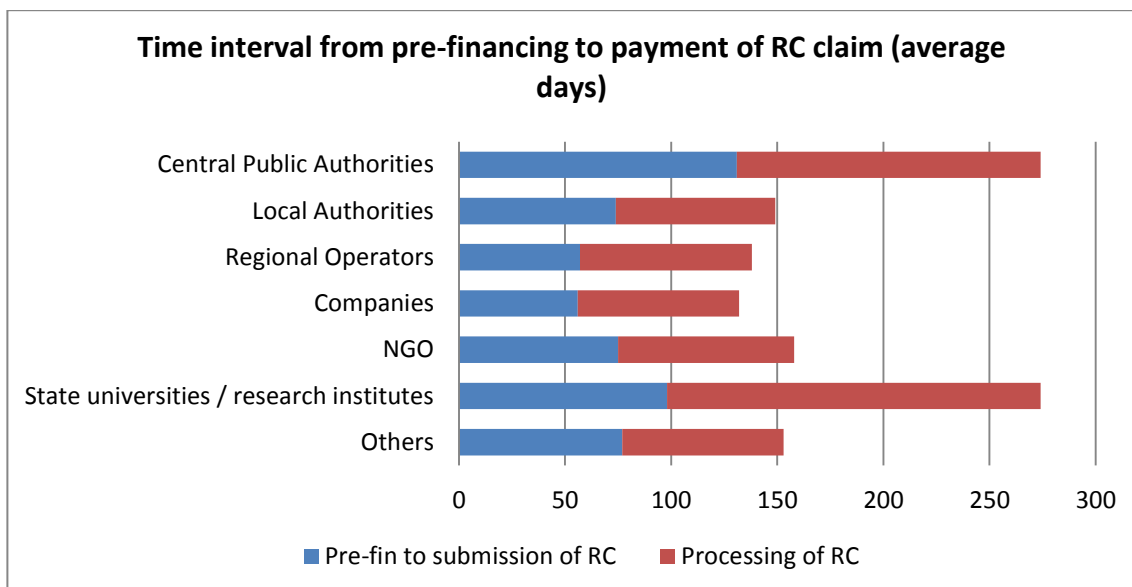 Time interval from pre-financing to payment of RC claim (average
days)
Central Public Authorities
Local Authorities
Regional Operators
Companies
NGO
State universities / research institutes
Others
0 50 100 150 200 250 300
Pre-fin to submission of RC Processing of RC